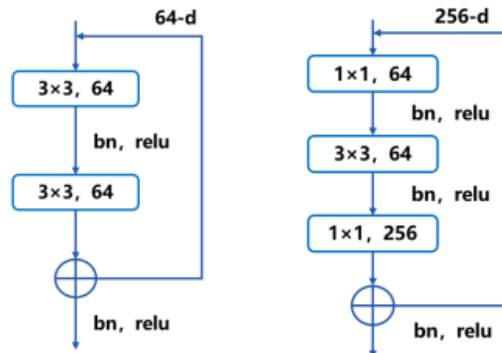 64-d
3×3, 64
bn, relu
3×3, 64
bn, relu
256-d
1×1, 64
bn, relu
3×3, 64
bn, relu
1×1, 256
bn, relu